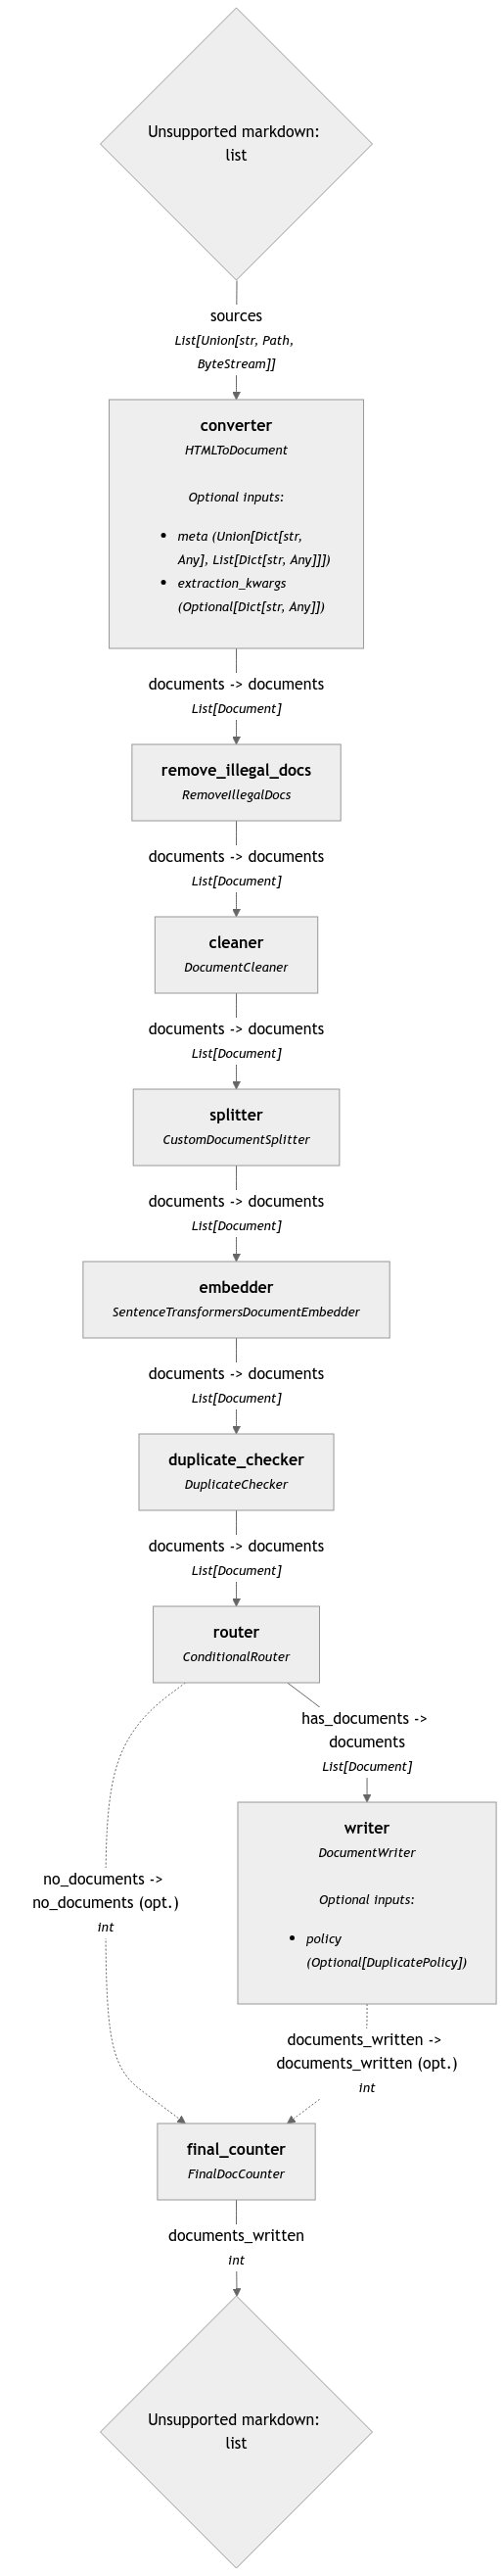 Unsupported markdown:
list
sources
List[Union[str, Path,
ByteStream]]
converter
HTMLToDocument
Optional inputs:
• meta (Union[Dict[str,
Any], List[Dict[str, Any]]])
• extraction_kwargs
(Optional[Dict[str, Any]])
documents -> documents
List[Document]
remove_illegal_docs
RemoveIllegalDocs
documents -> documents
List[Document]
cleaner
DocumentCleaner
documents -> documents
List[Document]
splitter
CustomDocumentSplitter
documents -> documents
List[Document]
embedder
SentenceTransformersDocumentEmbedder
documents -> documents
List[Document]
duplicate_checker
DuplicateChecker
documents -> documents
List[Document]
router
ConditionalRouter
has_documents ->
documents
List[Document]
writer
DocumentWriter
Optional inputs:
• policy
(Optional[DuplicatePolicy])
no_documents ->
no_documents (opt.)
int
documents_written ->
documents_written (opt.)
int
final_counter
FinalDocCounter
documents_written
int
Unsupported markdown:
list